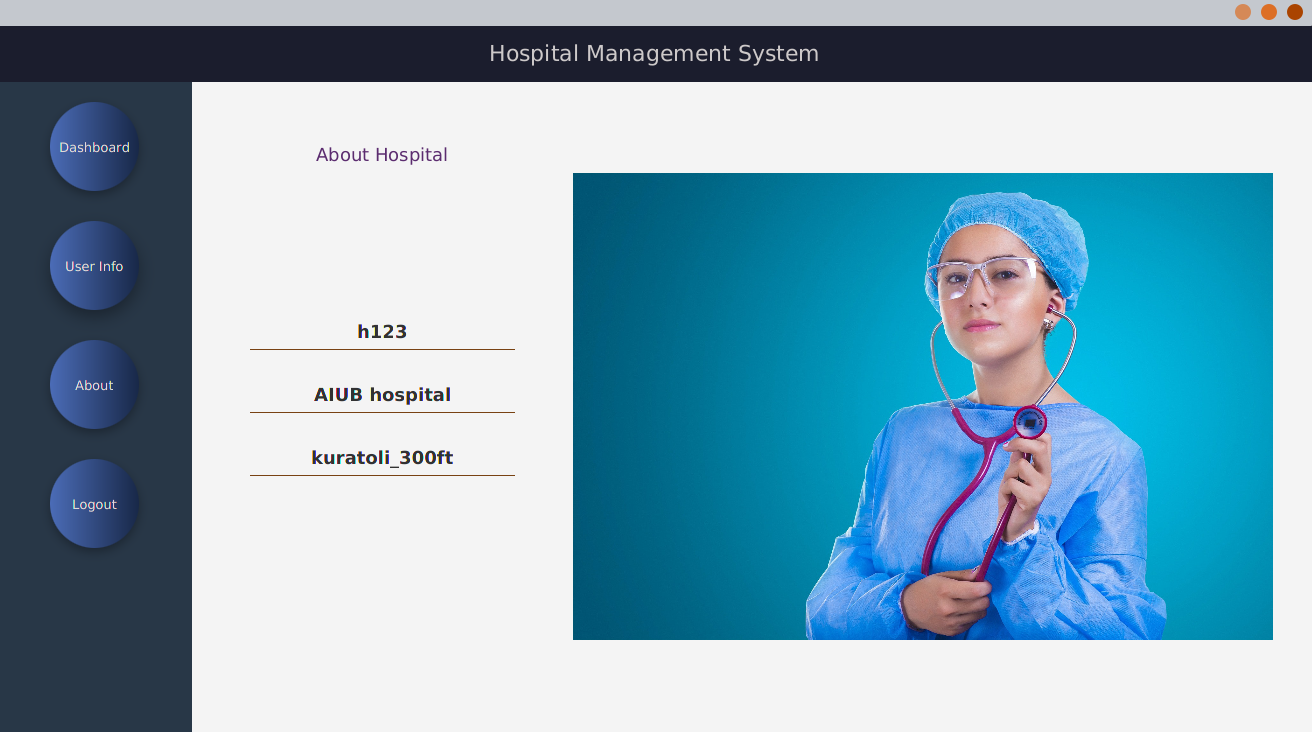 Hospital Management System
Dashboard
User Info
About
Logout
About Hospital
h123
AIUB hospital
kuratoli_300ft